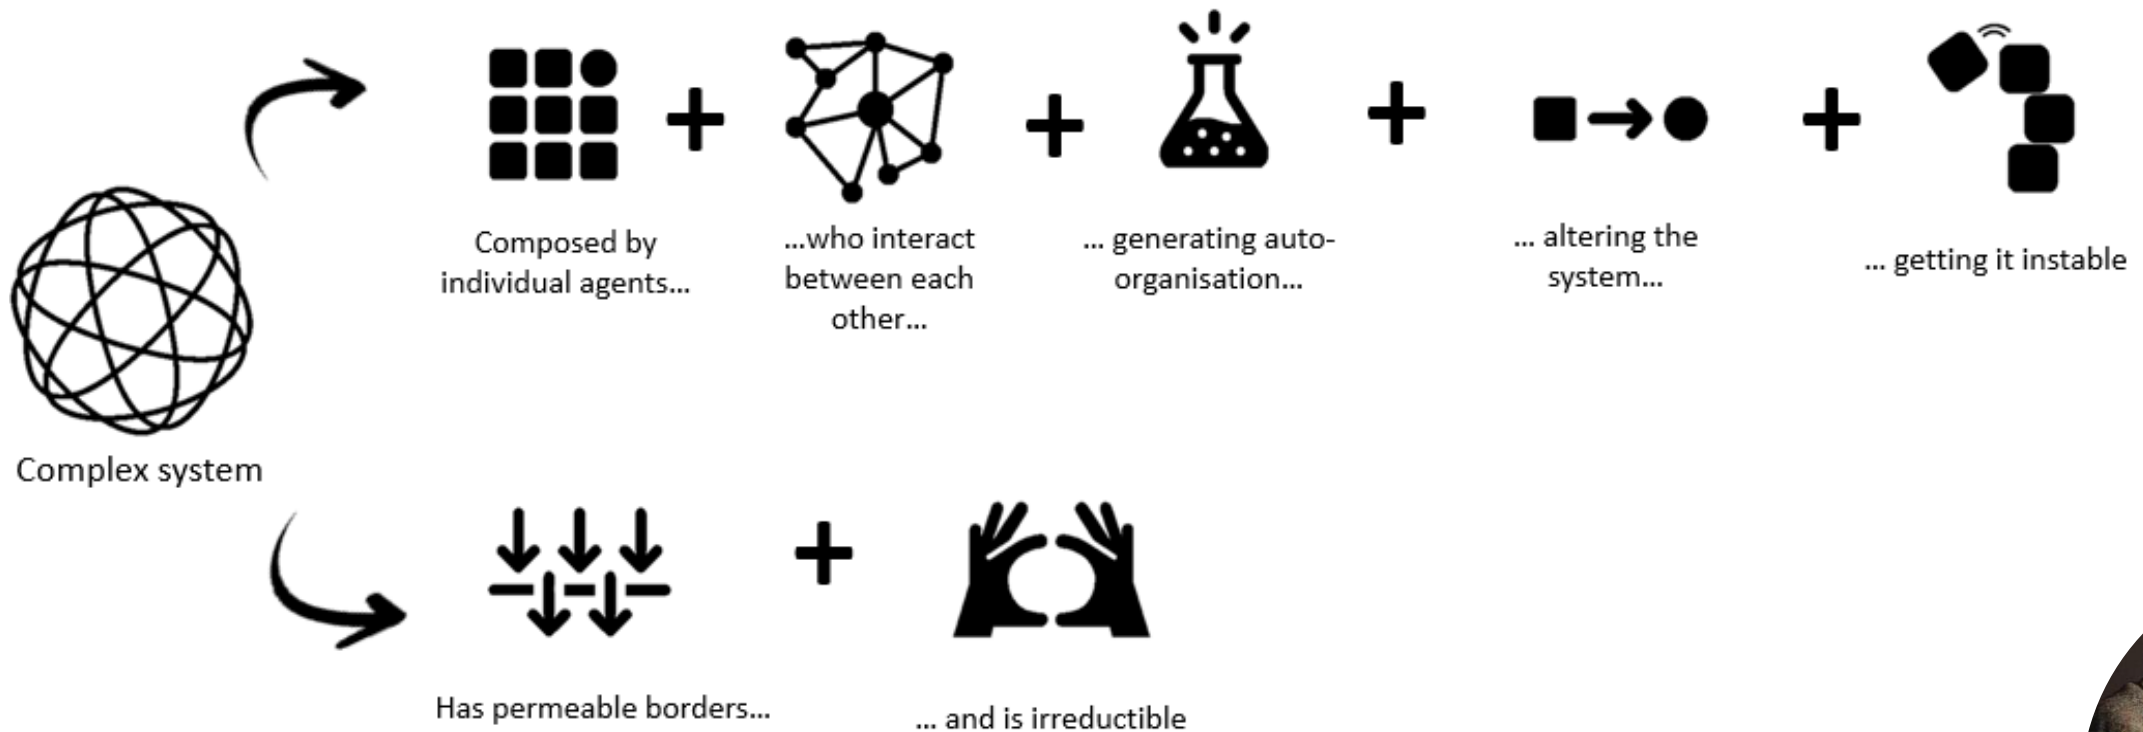 Composed by
individual agents...
...who interact
between each
other...
... generating auto-
organisation...
... altering the
system...
... getting it instable
Complex system
Has permeable borders...
... and is irreductible